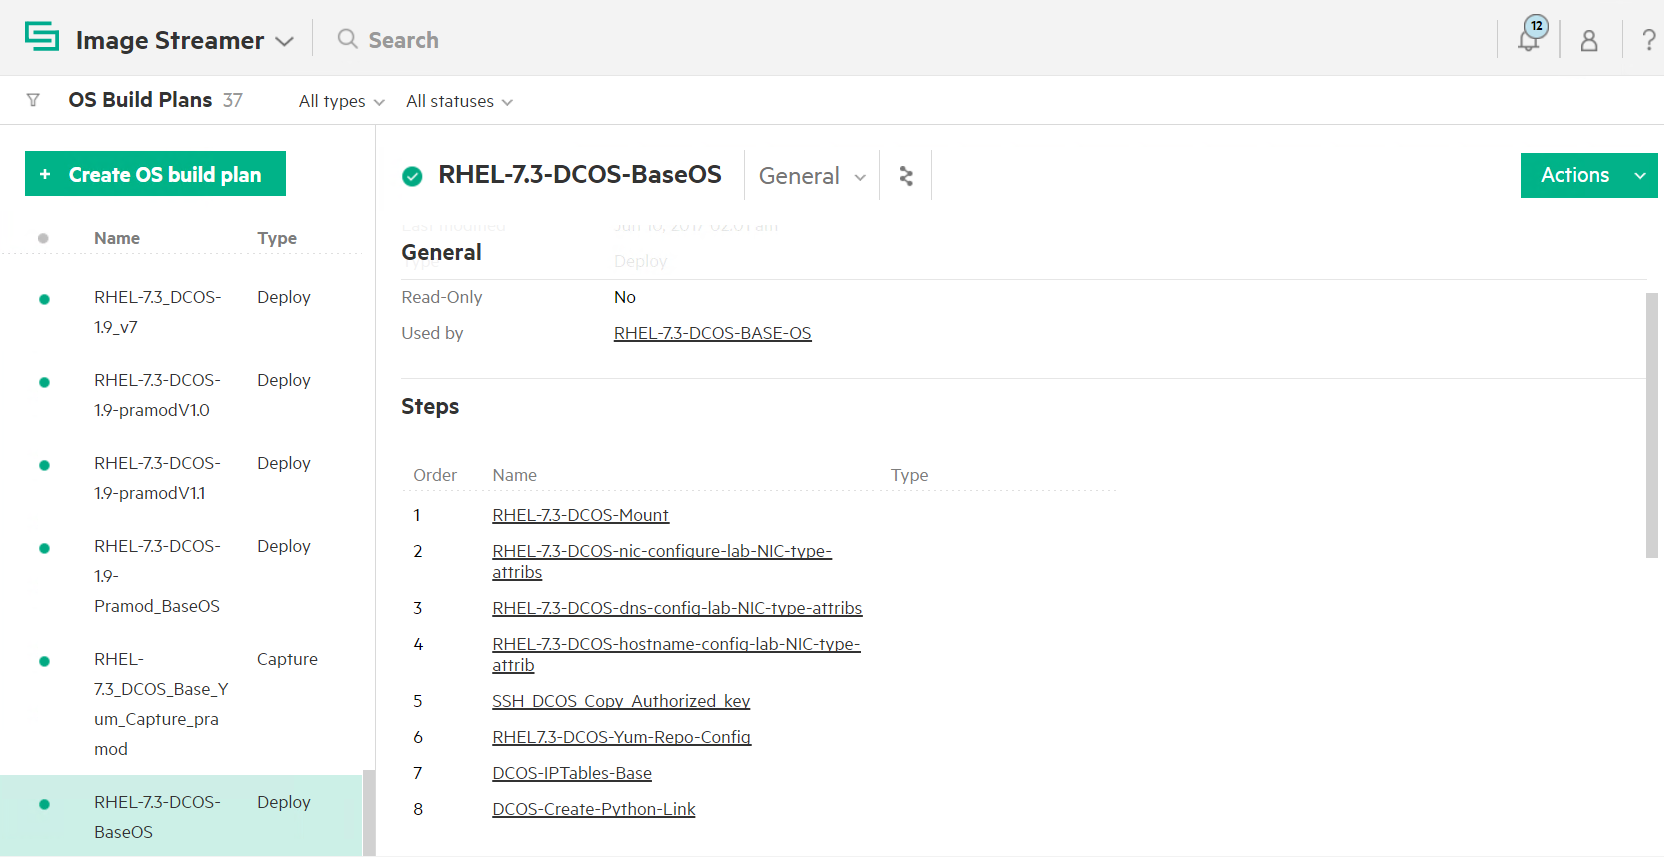 Image Streamer
Search
12
?
OS Build Plans 37
All types
All statuses
+ Create OS build plan
Name Type
RHEL-7.3_DCOS- Deploy
1.9_v7
RHEL-7.3-DCOS- Deploy
1.9-pramodV1.0
RHEL-7.3-DCOS- Deploy
1.9-pramodV1.1
RHEL-7.3-DCOS- Deploy
1.9-
Pramod_BaseOS
RHEL- Capture
7.3_DCOS_Base_Y
um_Capture_pra
mod
RHEL-7.3-DCOS- Deploy
BaseOS
RHEL-7.3-DCOS-BaseOS
General
Actions
Last modified
General
Type Deploy
Read-Only No
Used by RHEL-7.3-DCOS-BASE-OS
Steps
Order Name Type
1 RHEL-7.3-DCOS-Mount
2 RHEL-7.3-DCOS-nic-configure-lab-NIC-type-
attribs
3 RHEL-7.3-DCOS-dns-config-lab-NIC-type-attribs
4 RHEL-7.3-DCOS-hostname-config-lab-NIC-type-
attrib
5 SSH_DCOS_Copy_Authorized_key
6 RHEL7.3-DCOS-Yum-Repo-Config
7 DCOS-IPTables-Base
8 DCOS-Create-Python-Link